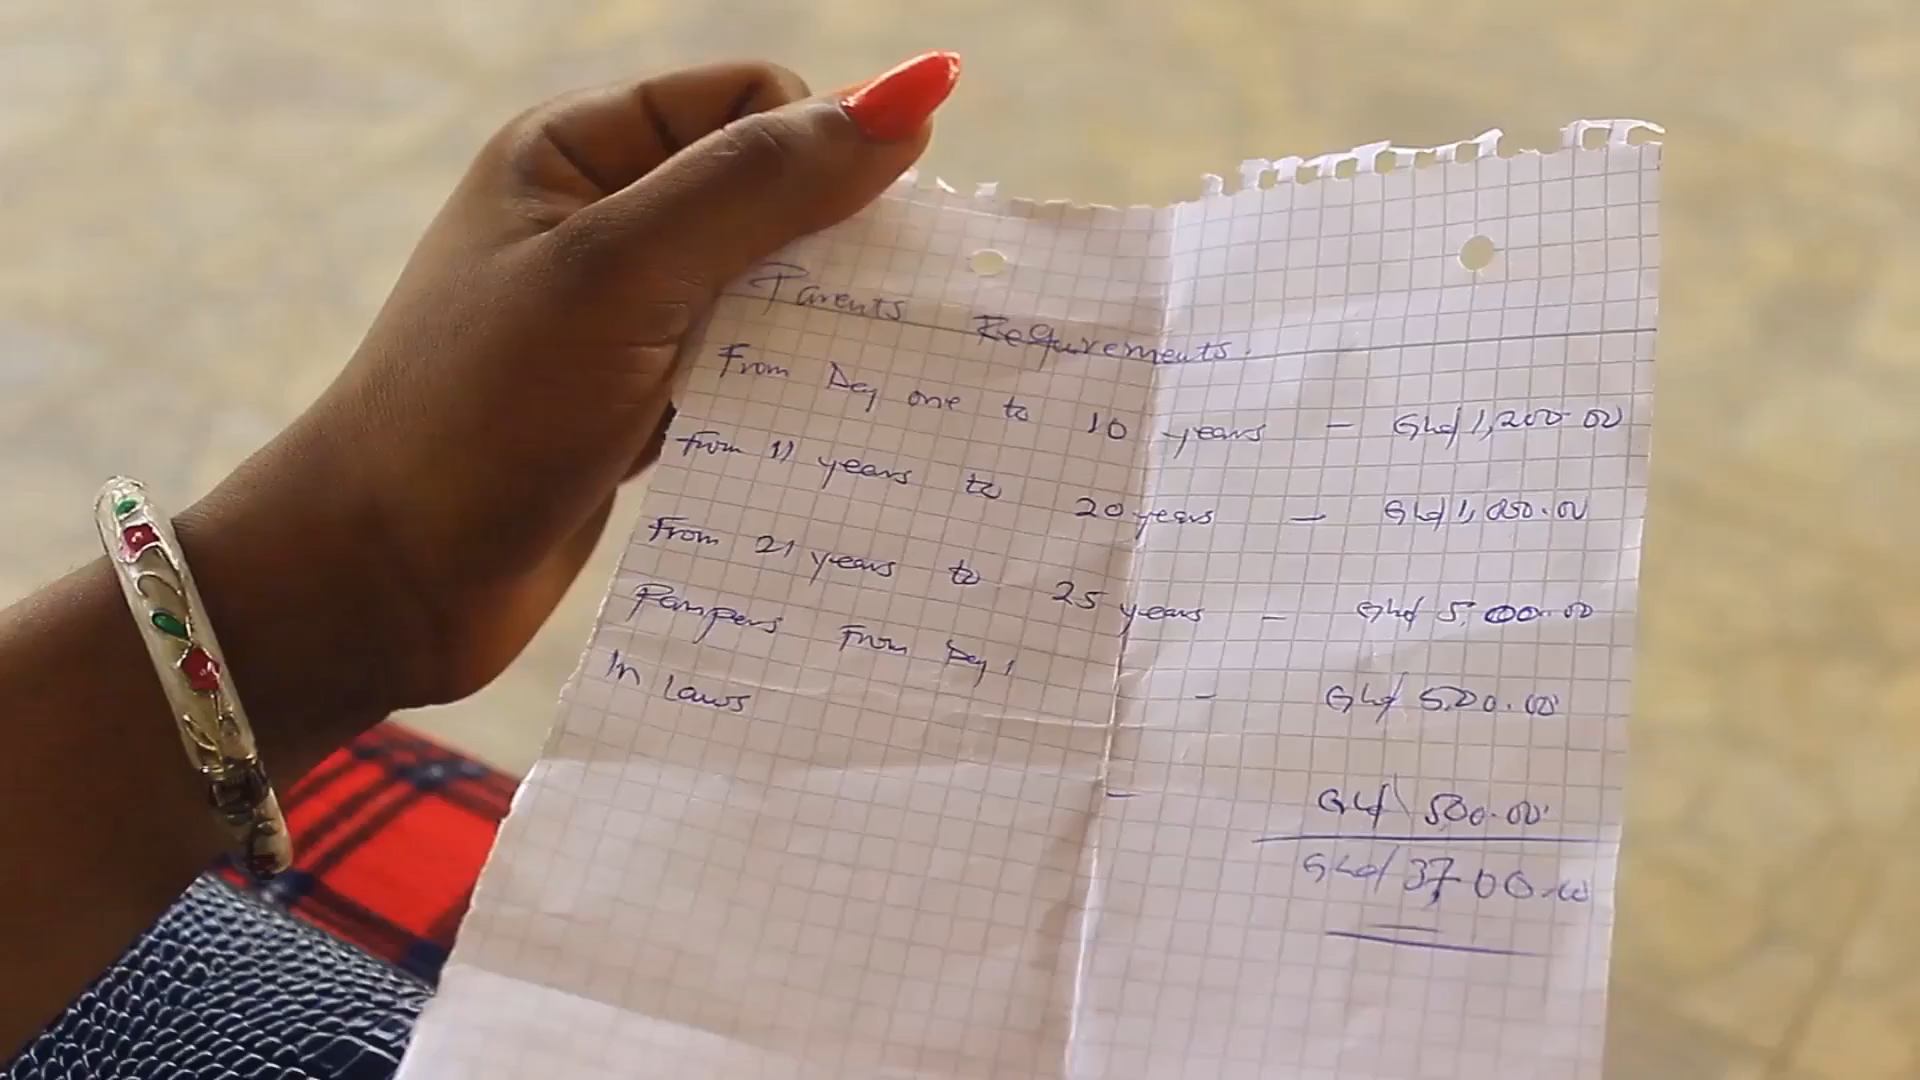 Parents Requirements.
From Day one to 10 years - GH¢ 1,200.00
From 11 years to 20 years - GH¢ 1,000.00
From 21 years to 25 years - GH¢ 5,000.00
Pampers From Day 1 - GH¢ 500.00
In Laws - GH¢ 500.00
GH¢ 3700.00